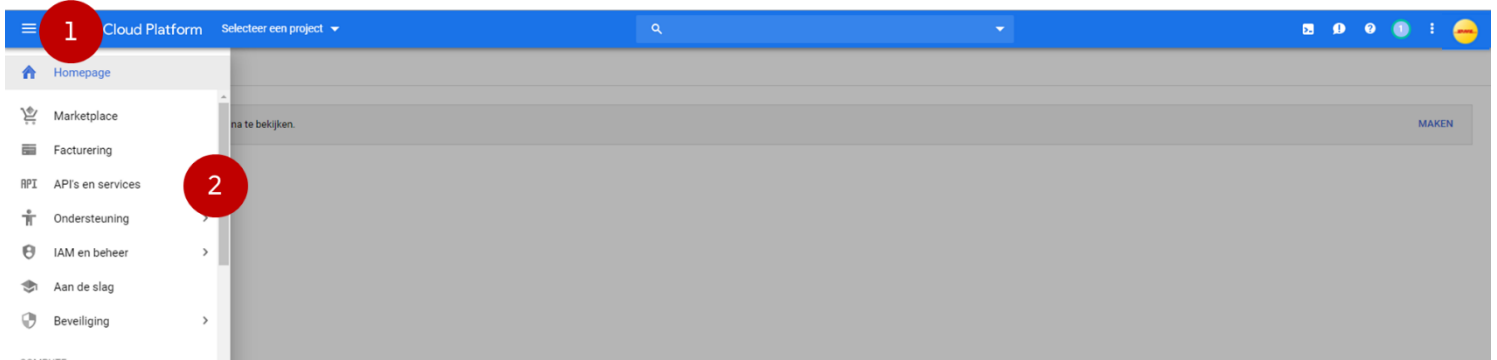 1
Cloud Platform
Selecteer een project
1
Homepage
Marketplace
na te bekijken.
MAKEN
Facturering
API
API's en services
2
Ondersteuning
IAM en beheer
Aan de slag
Beveiliging